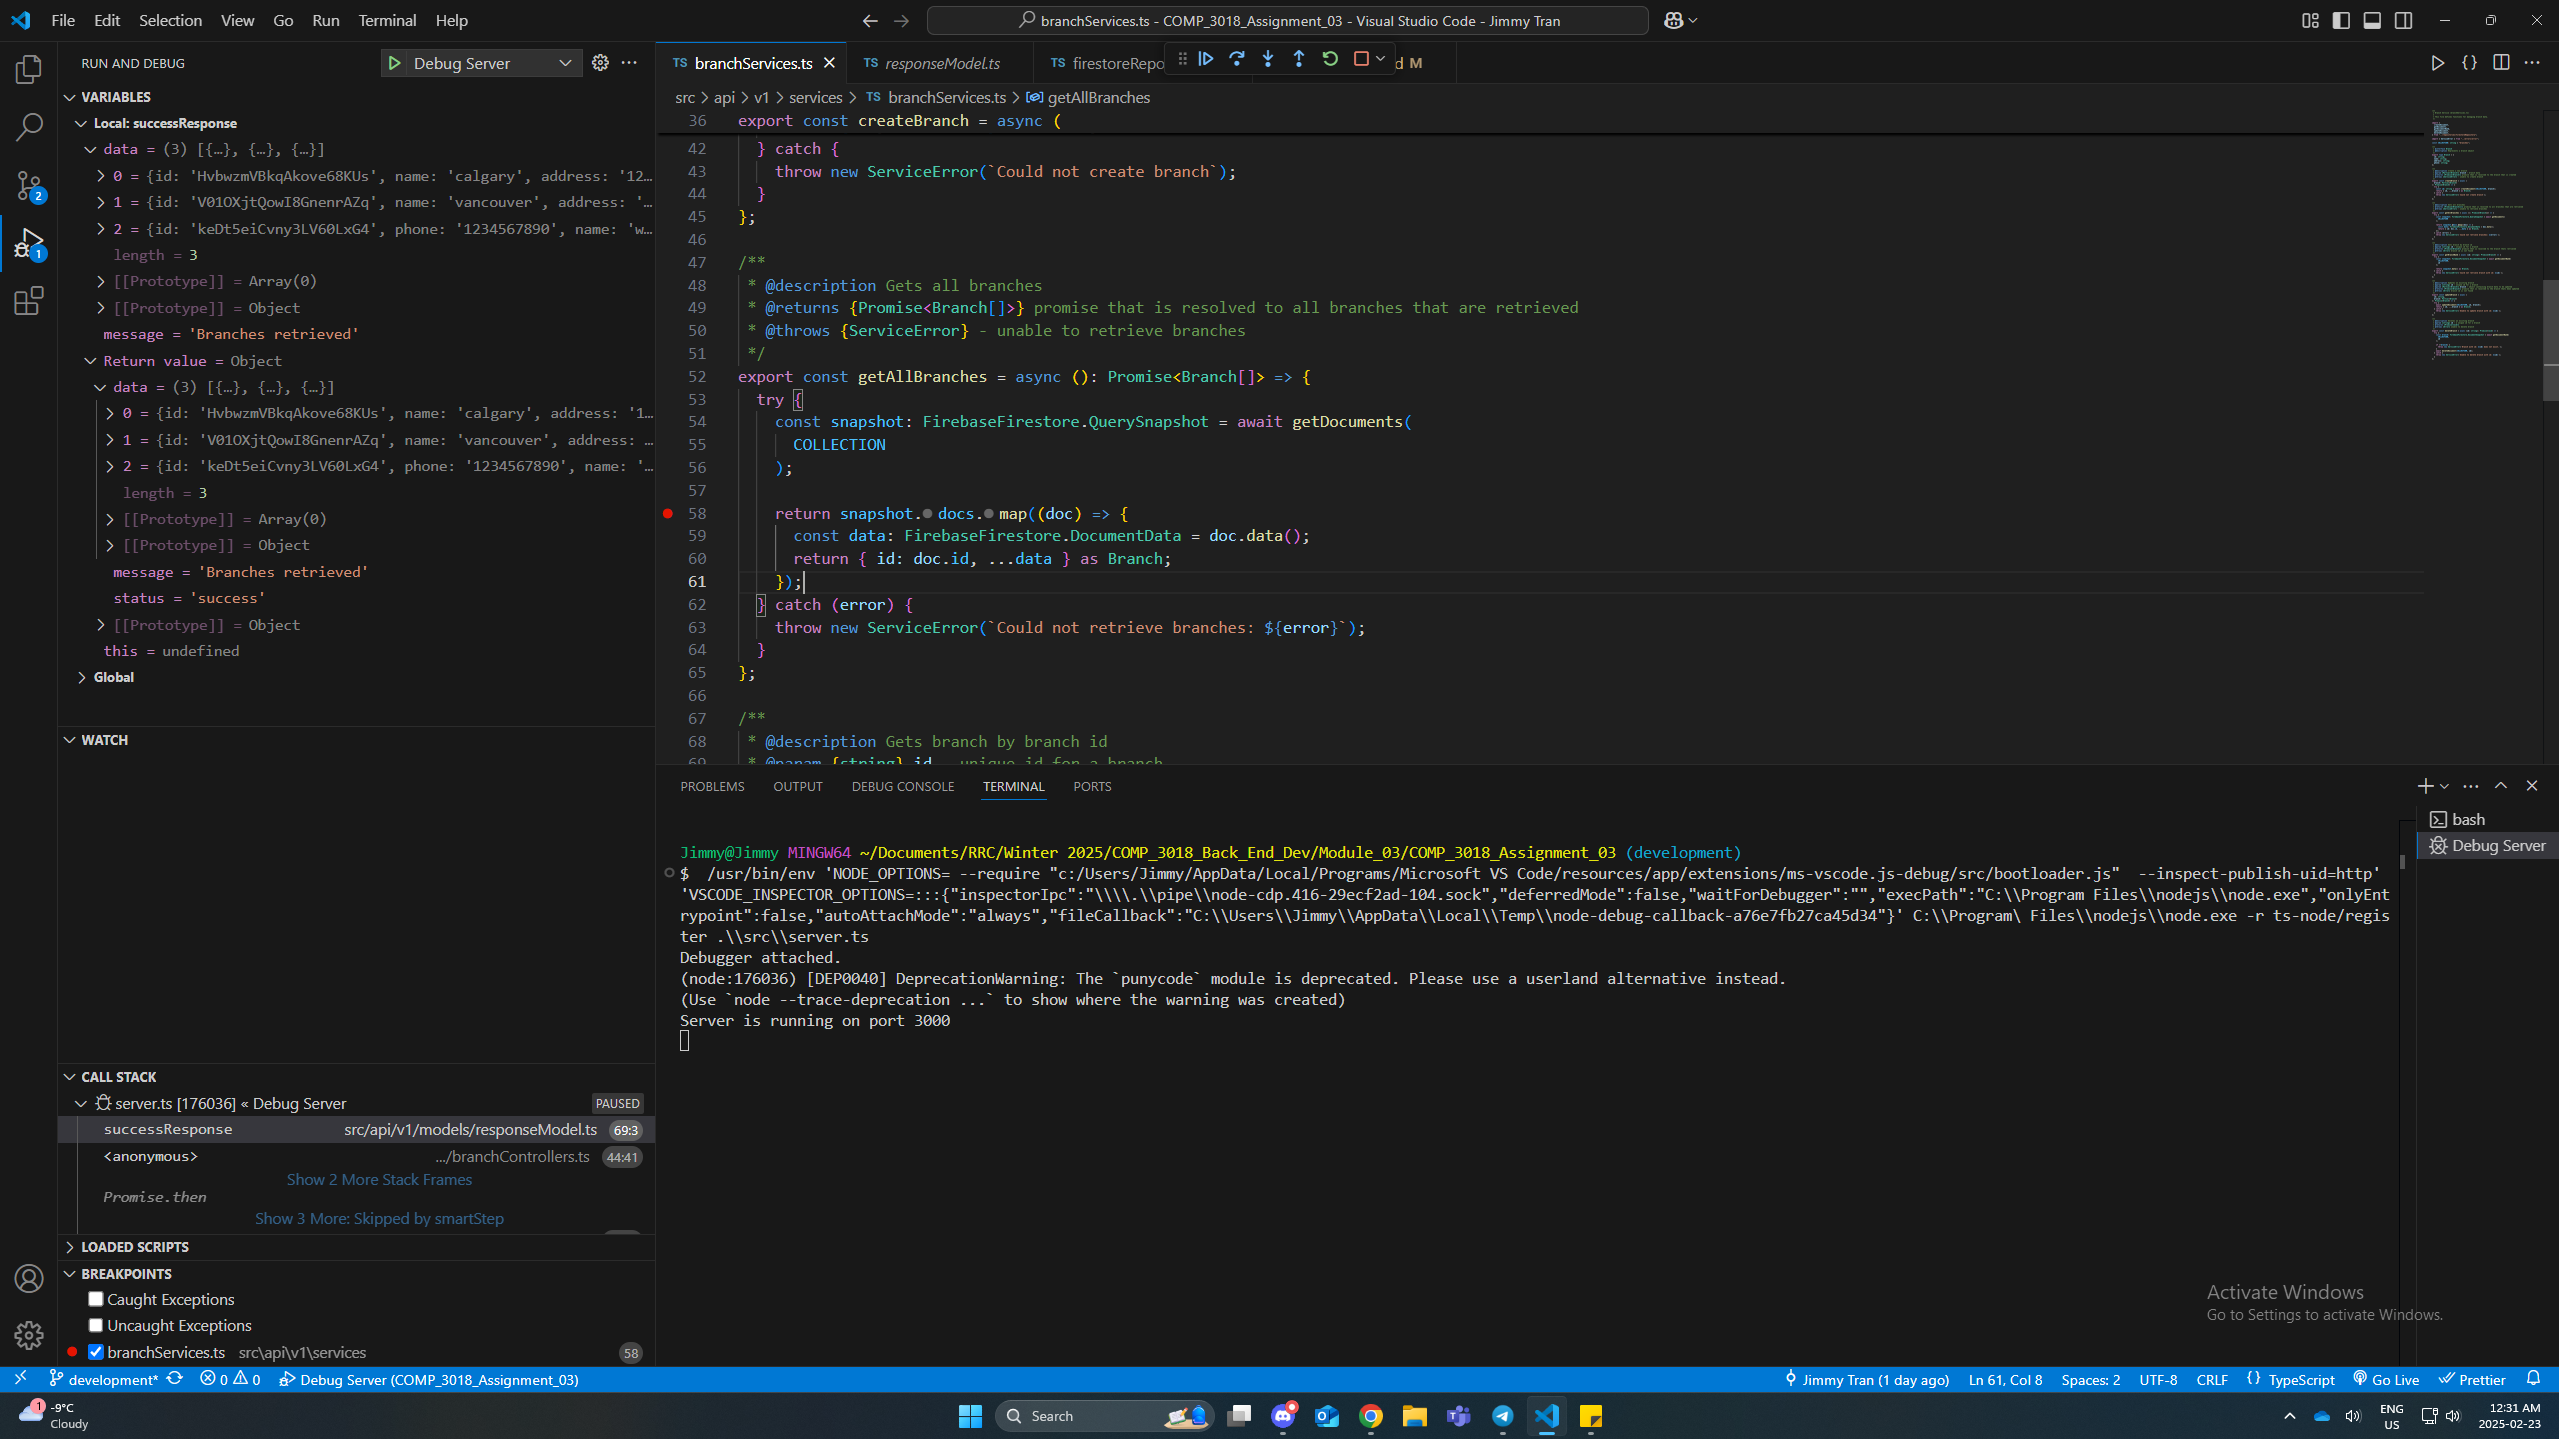 File Edit Selection View Go Run Terminal Help
branchServices.ts - COMP_3018_Assignment_03 - Visual Studio Code - Jimmy Tran
RUN AND DEBUG
Debug Server
VARIABLES
Local: successResponse
data = (3) [{…}, {…}, {…}]
0 = {id: 'HvbwzmVBkqAkove68KUs', name: 'calgary', address: '12…
1 = {id: 'V01OXjtQowI8GnenrAZq', name: 'vancouver', address: '…
2 = {id: 'keDt5eiCvny3LV60LxG4', phone: '1234567890', name: 'w…
length = 3
[[Prototype]] = Array(0)
[[Prototype]] = Object
message = 'Branches retrieved'
Return value = Object
data = (3) [{…}, {…}, {…}]
0 = {id: 'HvbwzmVBkqAkove68KUs', name: 'calgary', address: '1…
1 = {id: 'V01OXjtQowI8GnenrAZq', name: 'vancouver', address: …
2 = {id: 'keDt5eiCvny3LV60LxG4', phone: '1234567890', name: '…
length = 3
[[Prototype]] = Array(0)
[[Prototype]] = Object
message = 'Branches retrieved'
status = 'success'
[[Prototype]] = Object
this = undefined
Global
WATCH
CALL STACK
server.ts [176036] « Debug Server PAUSED
successResponse src/api/v1/models/responseModel.ts 69:3
<anonymous> .../branchControllers.ts 44:41
Show 2 More Stack Frames
Promise.then
Show 3 More: Skipped by smartStep
LOADED SCRIPTS
BREAKPOINTS
Caught Exceptions
Uncaught Exceptions
branchServices.ts src\api\v1\services 58
TS branchServices.ts
TS responseModel.ts
TS firestoreRepo
d M
src > api > v1 > services > TS branchServices.ts > getAllBranches
36 export const createBranch = async (
42 } catch {
43 throw new ServiceError(`Could not create branch`);
44 }
45 };
46
47 /**
48 * @description Gets all branches
49 * @returns {Promise<Branch[]>} promise that is resolved to all branches that are retrieved
50 * @throws {ServiceError} - unable to retrieve branches
51 */
52 export const getAllBranches = async (): Promise<Branch[]> => {
53 try {
54 const snapshot: FirebaseFirestore.QuerySnapshot = await getDocuments(
55 COLLECTION
56 );
57
58 return snapshot.docs.map((doc) => {
59 const data: FirebaseFirestore.DocumentData = doc.data();
60 return { id: doc.id, ...data } as Branch;
61 });
62 } catch (error) {
63 throw new ServiceError(`Could not retrieve branches: ${error}`);
64 }
65 };
66
67 /**
68 * @description Gets branch by branch id
69 * @param {string} id - unique id for a branch
PROBLEMS OUTPUT DEBUG CONSOLE TERMINAL PORTS
bash
Debug Server
Jimmy@Jimmy MINGW64 ~/Documents/RRC/Winter 2025/COMP_3018_Back_End_Dev/Module_03/COMP_3018_Assignment_03 (development)
$ /usr/bin/env 'NODE_OPTIONS= --require "c:/Users/Jimmy/AppData/Local/Programs/Microsoft VS Code/resources/app/extensions/ms-vscode.js-debug/src/bootloader.js" --inspect-publish-uid=http'
'VSCODE_INSPECTOR_OPTIONS=:::{"inspectorIpc":"\\\\.\\pipe\\node-cdp.416-29ecf2ad-104.sock","deferredMode":false,"waitForDebugger":"","execPath":"C:\\Program Files\\nodejs\\node.exe","onlyEnt
rypoint":false,"autoAttachMode":"always","fileCallback":"C:\\Users\\Jimmy\\AppData\\Local\\Temp\\node-debug-callback-a76e7fb27ca45d34"}' C:\\Program\ Files\\nodejs\\node.exe -r ts-node/regis
ter .\\src\\server.ts
Debugger attached.
(node:176036) [DEP0040] DeprecationWarning: The `punycode` module is deprecated. Please use a userland alternative instead.
(Use `node --trace-deprecation ...` to show where the warning was created)
Server is running on port 3000
Activate Windows
Go to Settings to activate Windows.
development* 0 0 Debug Server (COMP_3018_Assignment_03)
Jimmy Tran (1 day ago) Ln 61, Col 8 Spaces: 2 UTF-8 CRLF {} TypeScript Go Live Prettier
-9°C
Cloudy
Search
ENG
US
12:31 AM
2025-02-23